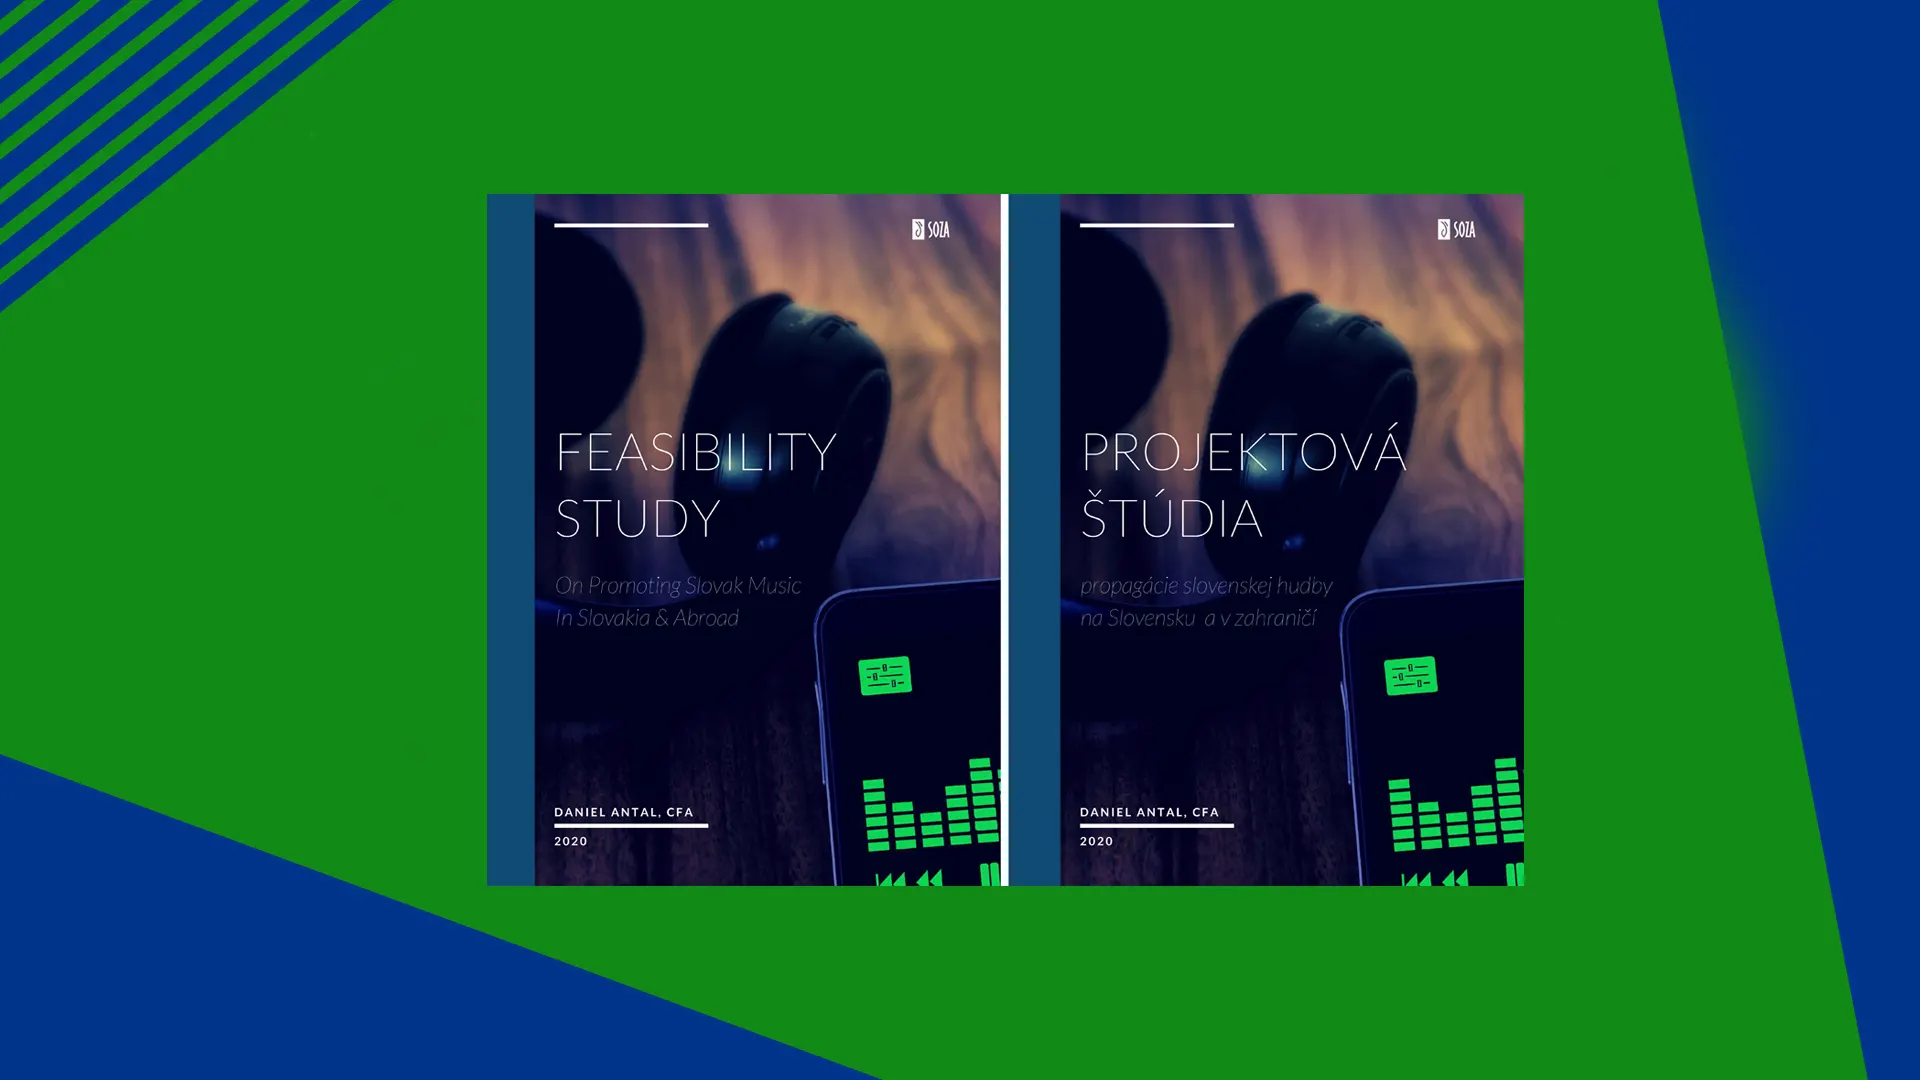 SOZA
FEASIBILITY
STUDY
On Promoting Slovak Music
In Slovakia & Abroad
DANIEL ANTAL, CFA
2020
SOZA
PROJEKTOVÁ
ŠTÚDIA
propagácie slovenskej hudby
na Slovensku a v zahraničí
DANIEL ANTAL, CFA
2020